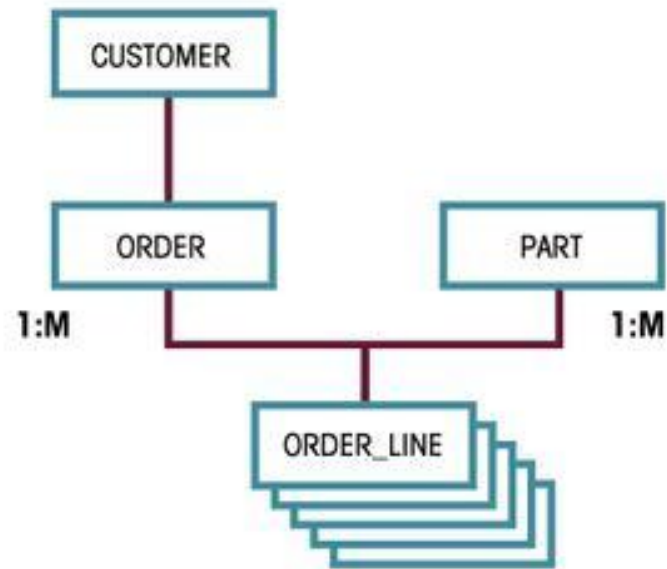 CUSTOMER
ORDER
PART
1:M
1:M
ORDER_LINE